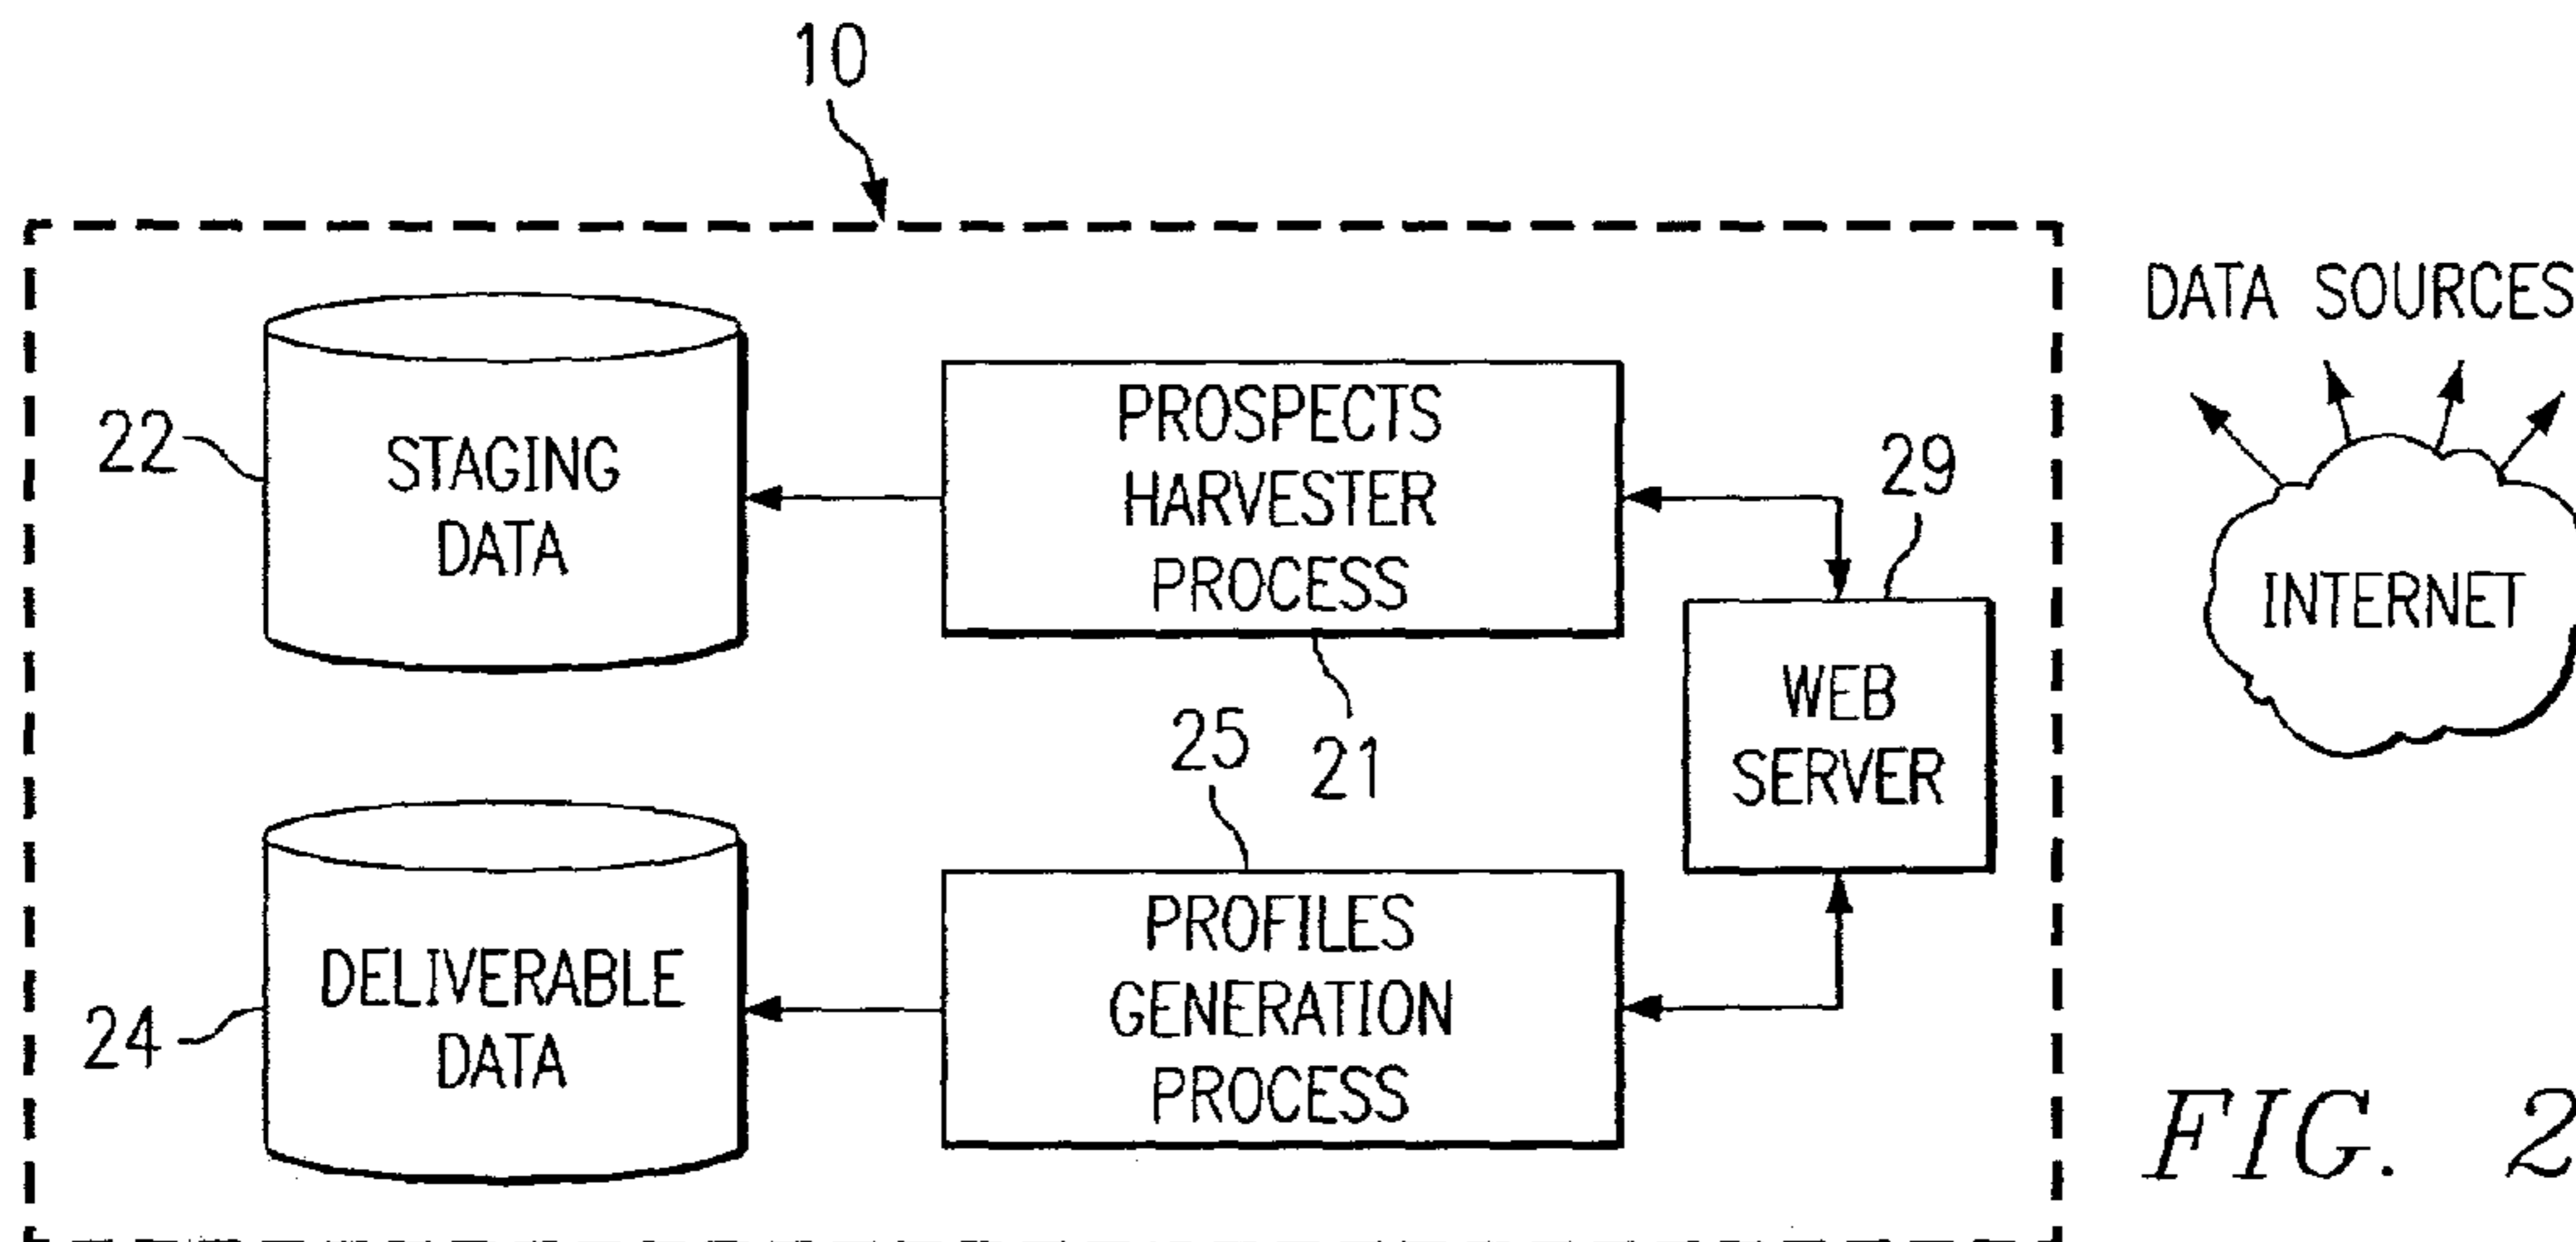 10
DATA SOURCES
22
STAGING
DATA
PROSPECTS
HARVESTER
PROCESS
21
29
WEB
SERVER
INTERNET
24
DELIVERABLE
DATA
25
PROFILES
GENERATION
PROCESS
FIG. 2